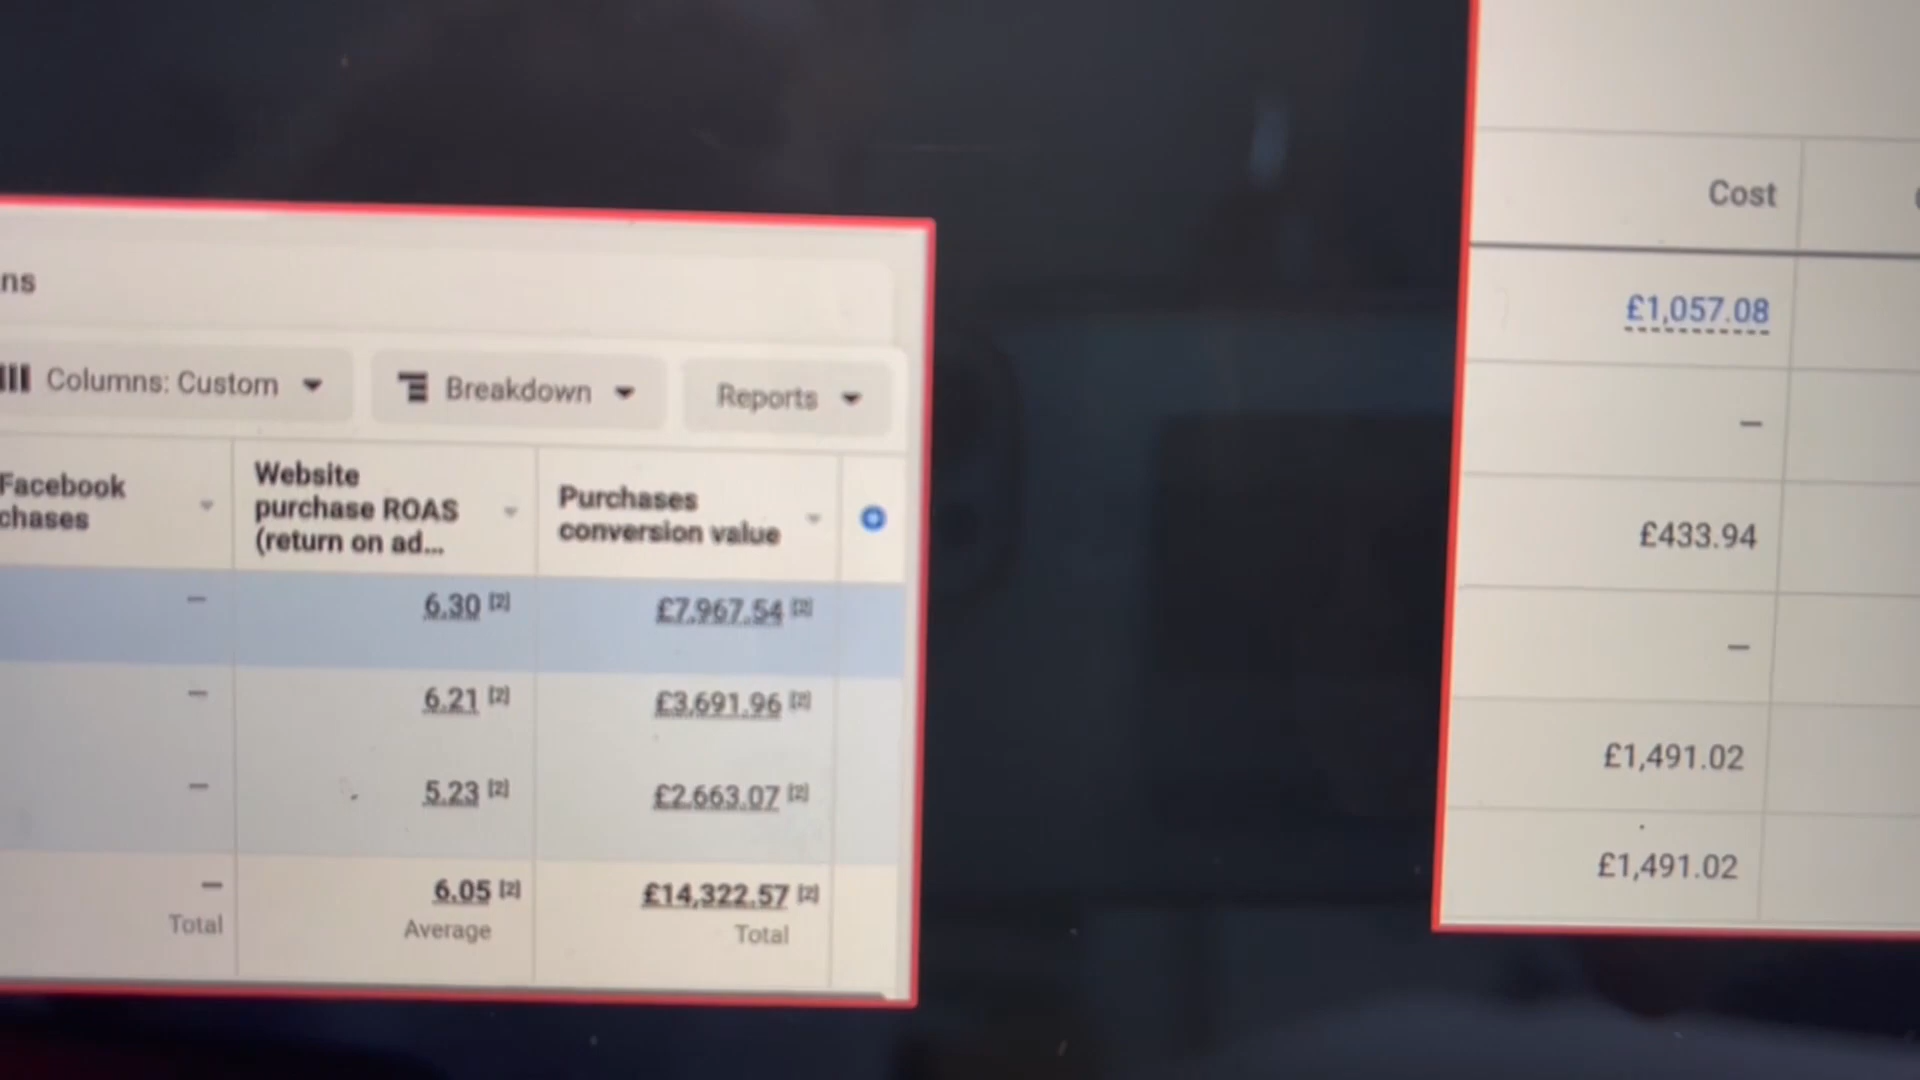 ns
Columns: Custom
Breakdown
Reports
Facebook
chases
Website
purchase ROAS
(return on ad...
Purchases
conversion value
— 6.30 [2] £7,967.54 [2]
— 6.21 [2] £3,691.96 [2]
— 5.23 [2] £2,663.07 [2]
— 6.05 [2] £14,322.57 [2]
Total Average Total
Cost
£1,057.08
—
£433.94
—
£1,491.02
£1,491.02